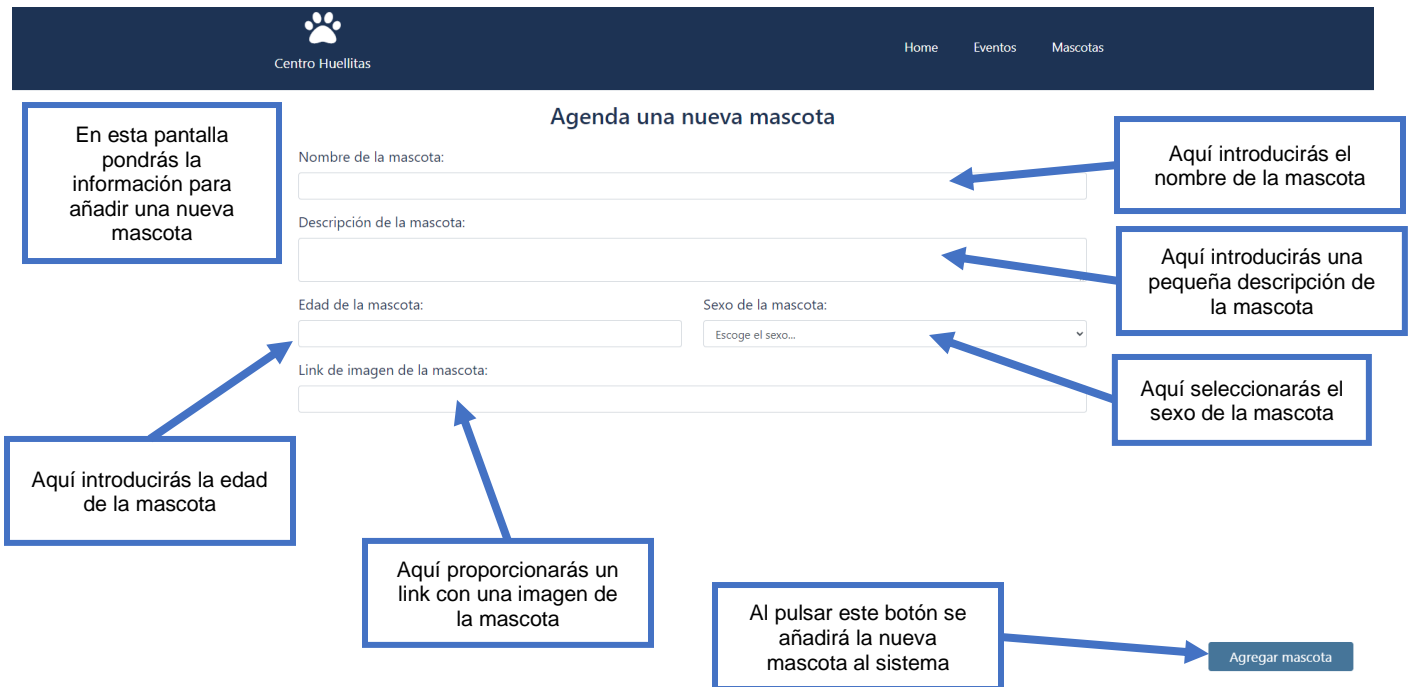 Centro Huellitas
Home Eventos Mascotas
Agenda una nueva mascota
En esta pantalla
pondrás la
información para
añadir una nueva
mascota
Nombre de la mascota:
Aquí introducirás el
nombre de la mascota
Descripción de la mascota:
Aquí introducirás una
pequeña descripción de
la mascota
Edad de la mascota:
Sexo de la mascota:
Escoge el sexo...
Link de imagen de la mascota:
Aquí seleccionarás el
sexo de la mascota
Aquí introducirás la edad
de la mascota
Aquí proporcionarás un
link con una imagen de
la mascota
Al pulsar este botón se
añadirá la nueva
mascota al sistema
Agregar mascota